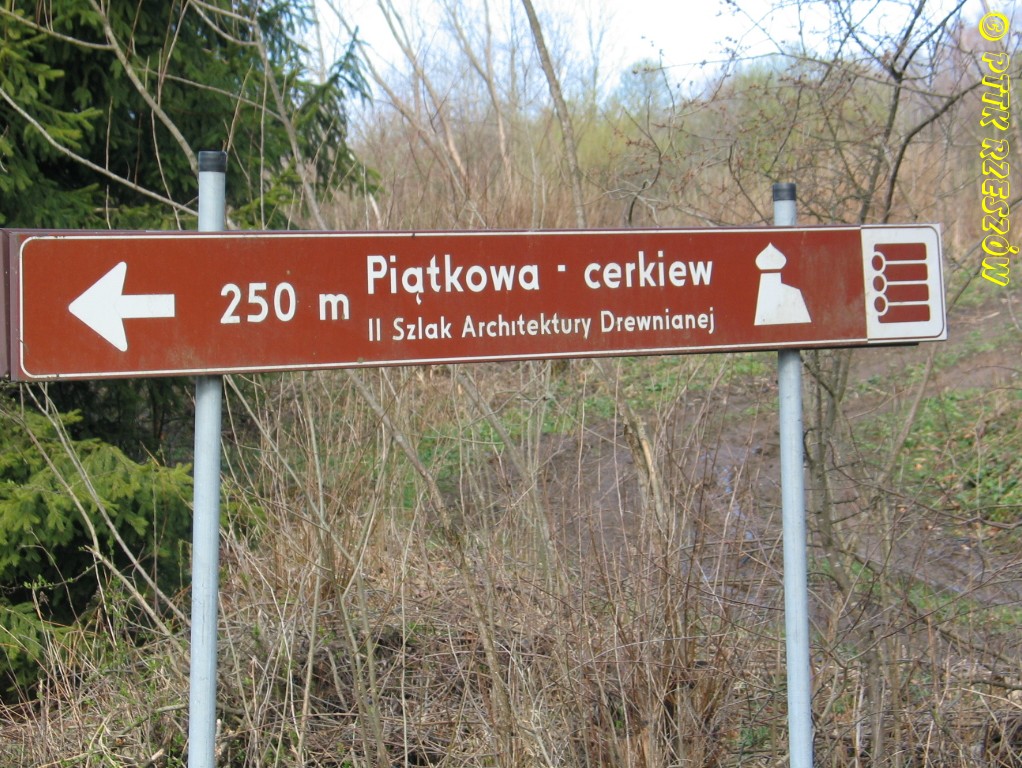 250 m
Piątkowa - cerkiew
II Szlak Architektury Drewnianej
© PTTK RZESZÓW